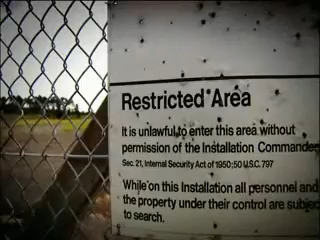 Restricted Area
It is unlawful to enter this area without
permission of the Installation Commander
Sec. 21, Internal Security Act of 1950; 50 U.S.C. 797
While on this Installation all personnel and
the property under their control are subject
to search.